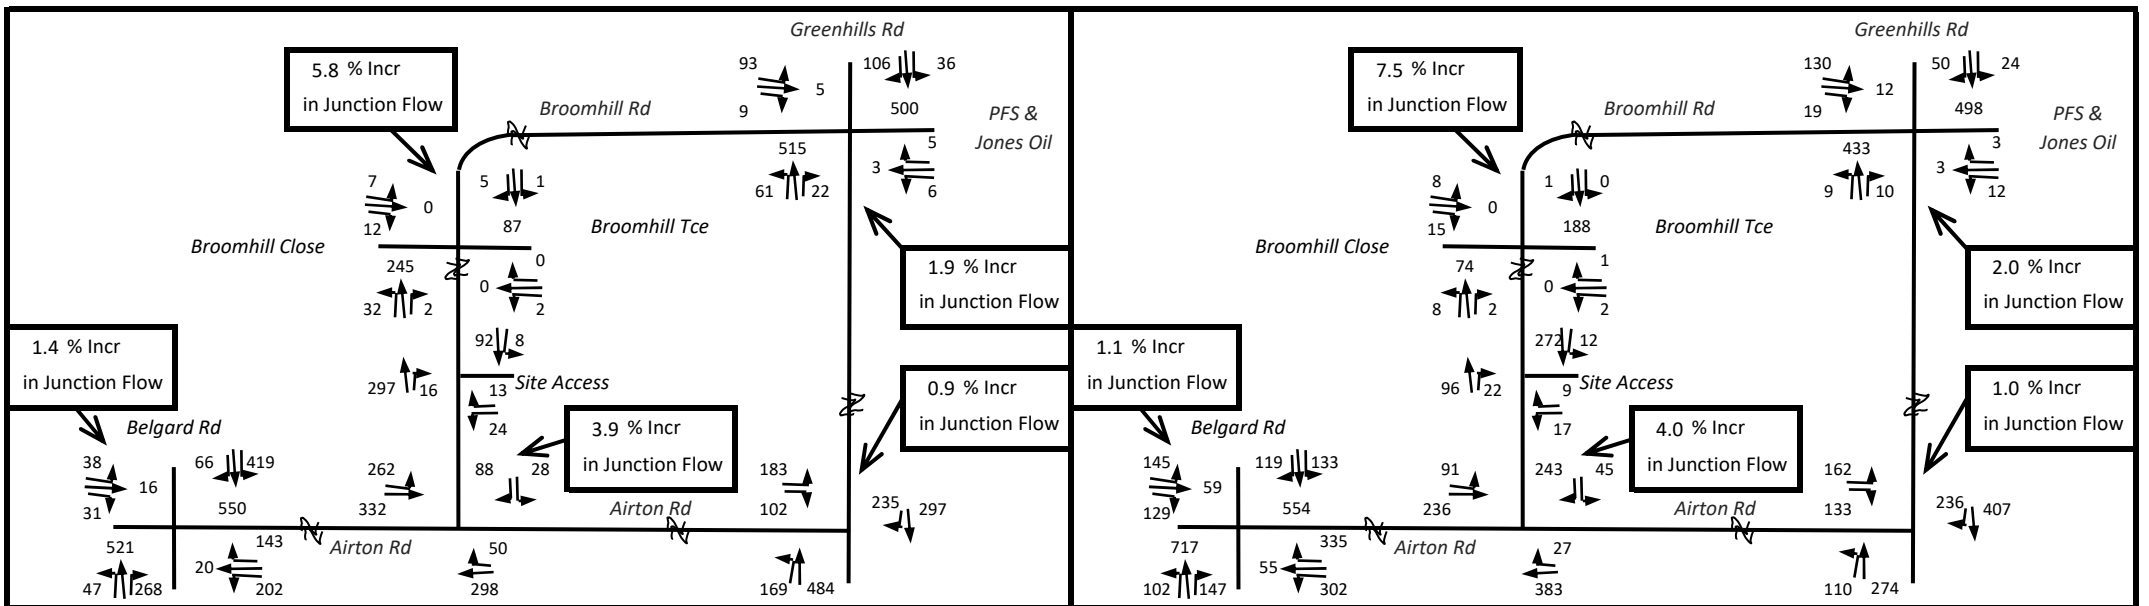 Greenhills Rd
5.8 % Incr
in Junction Flow
93
5
9
106
36
500
Broomhill Rd
PFS &
Jones Oil
515
61
22
5
3
6
7
0
12
5
1
87
Broomhill Tce
Broomhill Close
245
32
2
0
0
2
1.9 % Incr
in Junction Flow
1.4 % Incr
in Junction Flow
92
8
297
16
Site Access
13
24
0.9 % Incr
in Junction Flow
3.9 % Incr
in Junction Flow
Belgard Rd
38
16
31
66
419
550
262
332
88
28
183
102
235
297
Airton Rd
Airton Rd
521
47
268
143
20
202
50
298
169
484
Greenhills Rd
7.5 % Incr
in Junction Flow
130
12
19
50
24
498
Broomhill Rd
PFS &
Jones Oil
433
9
10
3
3
12
8
0
15
1
0
188
Broomhill Tce
Broomhill Close
74
8
2
1
0
2
2.0 % Incr
in Junction Flow
1.1 % Incr
in Junction Flow
272
12
96
22
Site Access
9
17
1.0 % Incr
in Junction Flow
4.0 % Incr
in Junction Flow
Belgard Rd
145
59
129
119
133
554
91
236
243
45
162
133
236
407
Airton Rd
Airton Rd
717
102
147
335
55
302
27
383
110
274